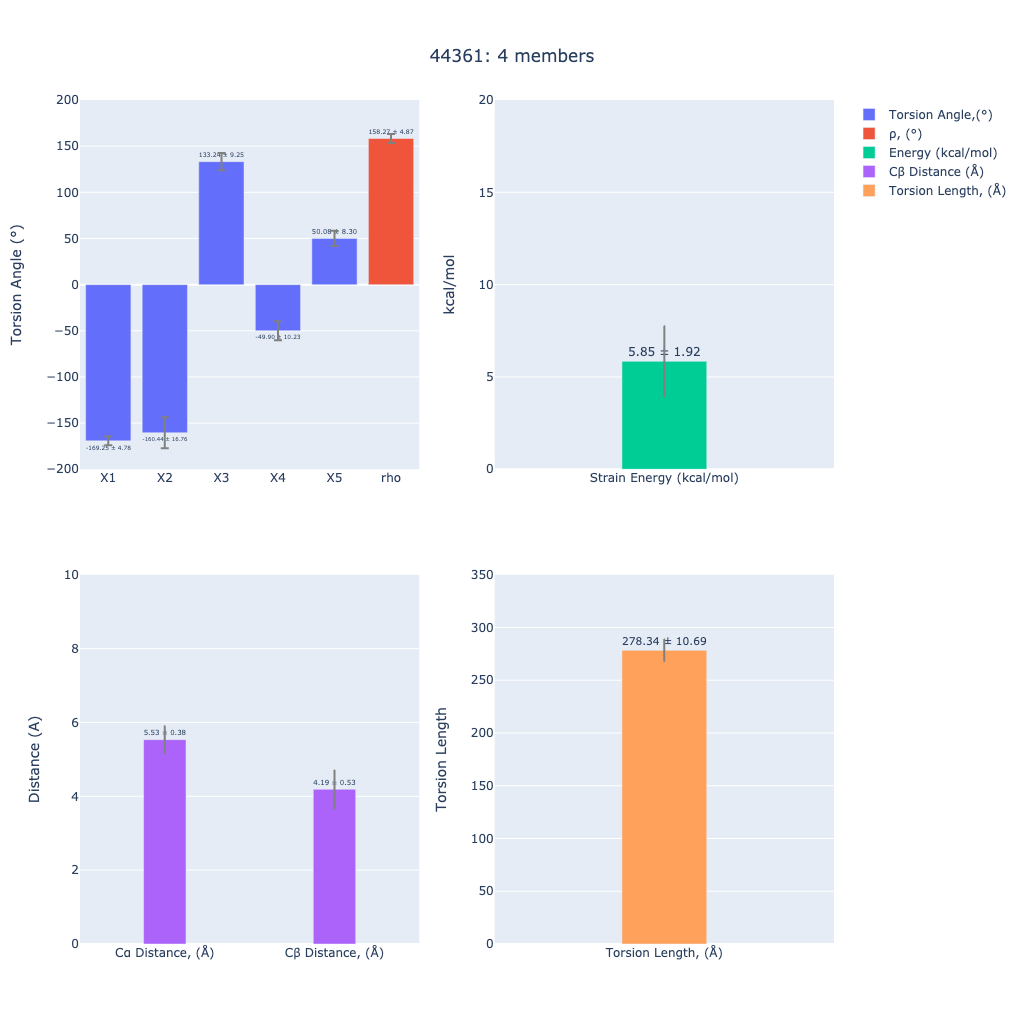 44361: 4 members
Torsion Angle (°)
200
150
100
50
0
−50
−100
−150
−200
-169.25 ± 4.78
-160.44 ± 16.76
133.24 ± 9.25
-49.90 ± 10.23
50.08 ± 8.30
158.27 ± 4.87
X1 X2 X3 X4 X5 rho
kcal/mol
20
15
10
5
0
5.85 ± 1.92
Strain Energy (kcal/mol)
Torsion Angle,(°)
ρ, (°)
Energy (kcal/mol)
Cβ Distance (Å)
Torsion Length, (Å)
Distance (A)
10
8
6
4
2
0
5.53 ± 0.38
4.19 ± 0.53
Cα Distance, (Å) Cβ Distance, (Å)
Torsion Length
350
300
250
200
150
100
50
0
278.34 ± 10.69
Torsion Length, (Å)